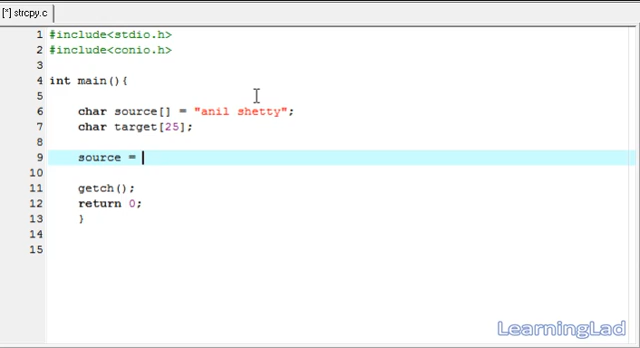 [*] strcpy.c
1 #include<stdio.h>
2 #include<conio.h>
3
4 int main(){
5
6 char source[] = "anil shetty";
7 char target[25];
8
9 source =
10
11 getch();
12 return 0;
13 }
14
15
LearningLad